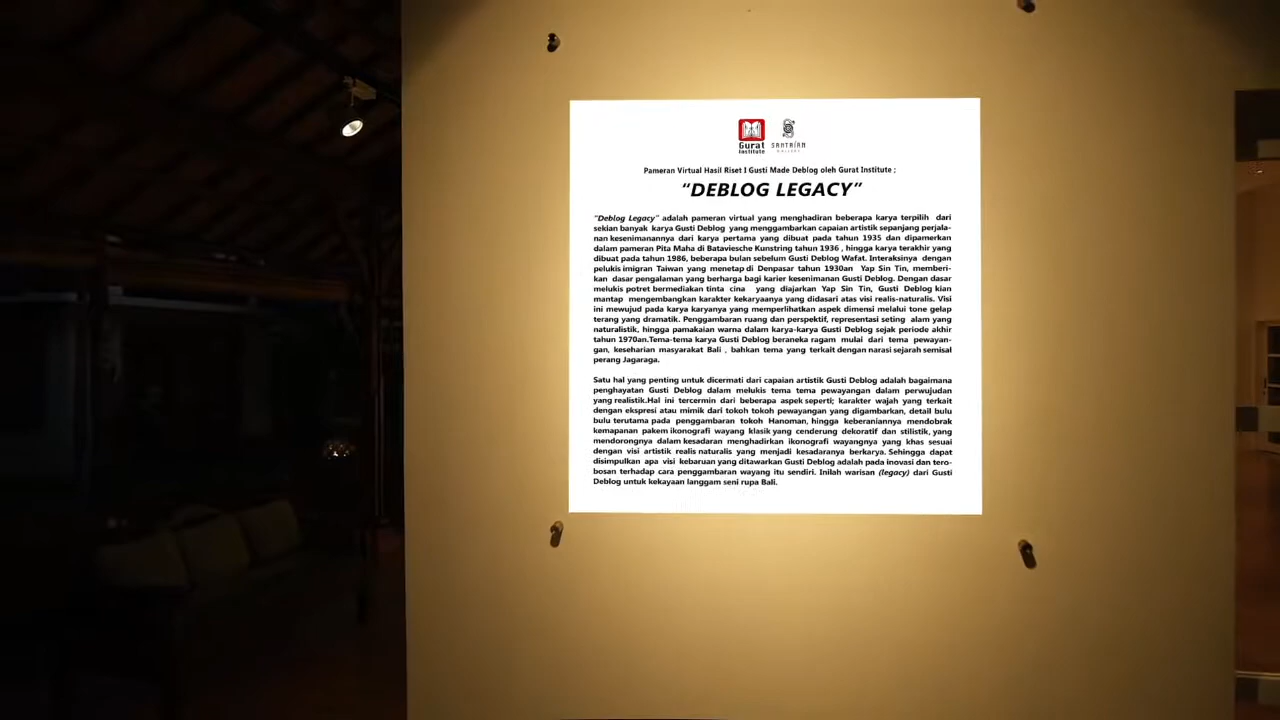 Gurat
Institute
SANTRIAN
GALLERY
Pameran Virtual Hasil Riset I Gusti Made Deblog oleh Gurat Institute ;
“DEBLOG LEGACY”
“Deblog Legacy” adalah pameran virtual yang menghadiran beberapa karya terpilih dari
sekian banyak karya Gusti Deblog yang menggambarkan capaian artistik sepanjang perjala-
nan kesenimanannya dari karya pertama yang dibuat pada tahun 1935 dan dipamerkan
dalam pameran Pita Maha di Bataviesche Kunstring tahun 1936 , hingga karya terakhir yang
dibuat pada tahun 1986, beberapa bulan sebelum Gusti Deblog Wafat. Interaksinya dengan
pelukis imigran Taiwan yang menetap di Denpasar tahun 1930an Yap Sin Tin, memberi-
kan dasar pengalaman yang berharga bagi karier kesenimanan Gusti Deblog. Dengan dasar
melukis potret bermediakan tinta cina yang diajarkan Yap Sin Tin, Gusti Deblog kian
mantap mengembangkan karakter kekaryaanya yang didasari atas visi realis-naturalis. Visi
ini mewujud pada karya karyanya yang memperlihatkan aspek dimensi melalui tone gelap
terang yang dramatik. Penggambaran ruang dan perspektif, representasi seting alam yang
naturalistik, hingga pamakaian warna dalam karya-karya Gusti Deblog sejak periode akhir
tahun 1970an.Tema-tema karya Gusti Deblog beraneka ragam mulai dari tema pewayan-
gan, keseharian masyarakat Bali , bahkan tema yang terkait dengan narasi sejarah semisal
perang Jagaraga.
Satu hal yang penting untuk dicermati dari capaian artistik Gusti Deblog adalah bagaimana
penghayatan Gusti Deblog dalam melukis tema tema pewayangan dalam perwujudan
yang realistik.Hal ini tercermin dari beberapa aspek seperti; karakter wajah yang terkait
dengan ekspresi atau mimik dari tokoh tokoh pewayangan yang digambarkan, detail bulu
bulu terutama pada penggambaran tokoh Hanoman, hingga keberaniannya mendobrak
kemapanan pakem ikonografi wayang klasik yang cenderung dekoratif dan stilistik, yang
mendorongnya dalam kesadaran menghadirkan ikonografi wayangnya yang khas sesuai
dengan visi artistik realis naturalis yang menjadi kesadaranya berkarya. Sehingga dapat
disimpulkan apa visi kebaruan yang ditawarkan Gusti Deblog adalah pada inovasi dan tero-
bosan terhadap cara penggambaran wayang itu sendiri. Inilah warisan (legacy) dari Gusti
Deblog untuk kekayaan langgam seni rupa Bali.